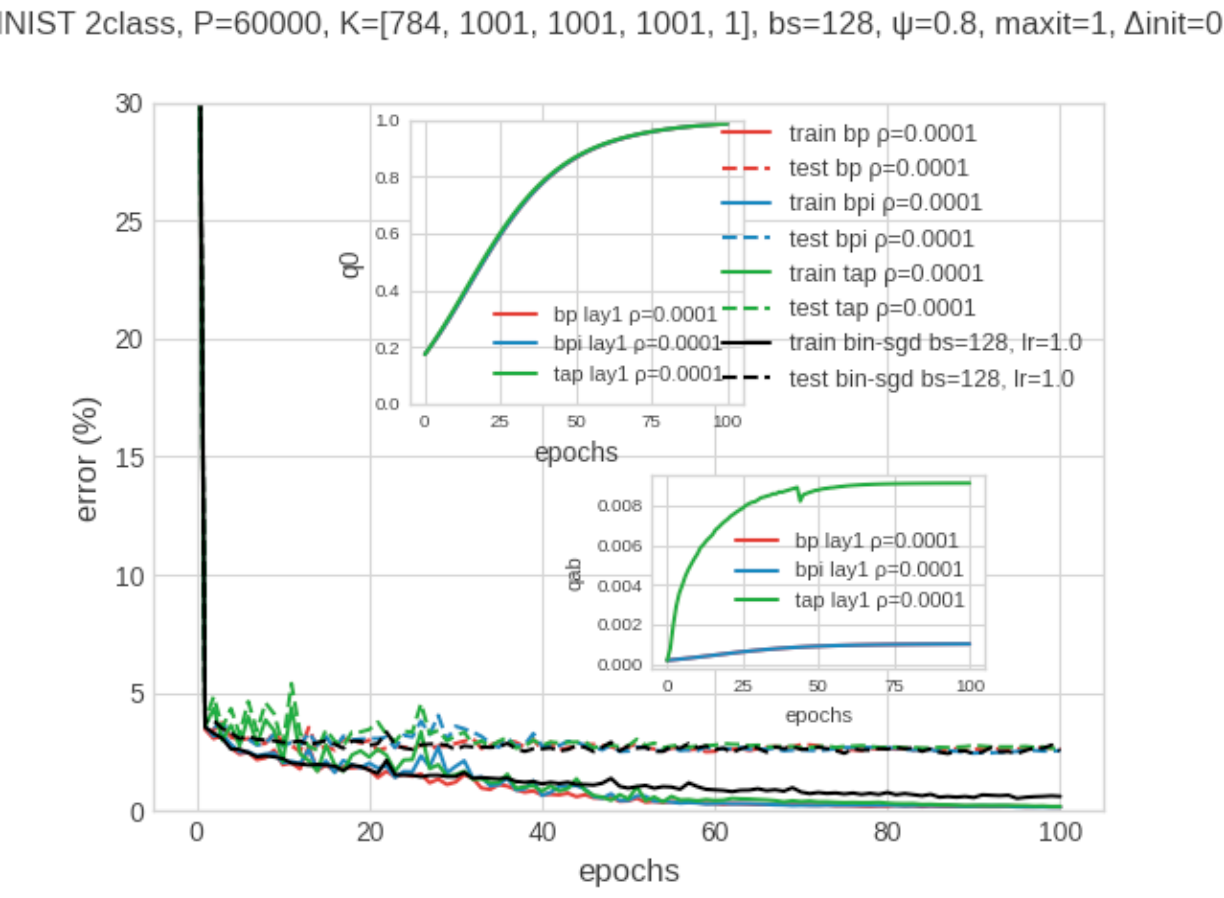 INIST 2class, P=60000, K=[784, 1001, 1001, 1001, 1], bs=128, ψ=0.8, maxit=1, Δinit=0
error (%)
30
25
20
15
10
5
0
0 20 40 60 80 100
epochs
train bp ρ=0.0001
test bp ρ=0.0001
train bpi ρ=0.0001
test bpi ρ=0.0001
train tap ρ=0.0001
test tap ρ=0.0001
train bin-sgd bs=128, lr=1.0
test bin-sgd bs=128, lr=1.0
q0
1.0
0.8
0.6
0.4
0.2
0.0
bp lay1 ρ=0.0001
bpi lay1 ρ=0.0001
tap lay1 ρ=0.0001
0 25 50 75 100
epochs
qab
0.008
0.006
0.004
0.002
0.000
bp lay1 ρ=0.0001
bpi lay1 ρ=0.0001
tap lay1 ρ=0.0001
0 25 50 75 100
epochs